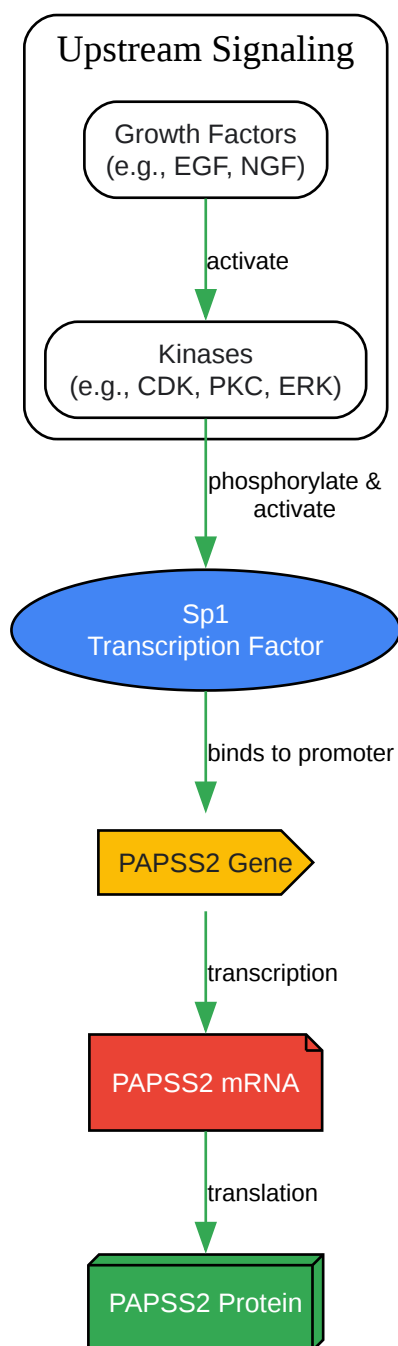 Upstream Signaling
Growth Factors
(e.g., EGF, NGF)
activate
Kinases
(e.g., CDK, PKC, ERK)
phosphorylate &
activate
Sp1
Transcription Factor
binds to promoter
PAPSS2 Gene
transcription
PAPSS2 mRNA
translation
PAPSS2 Protein